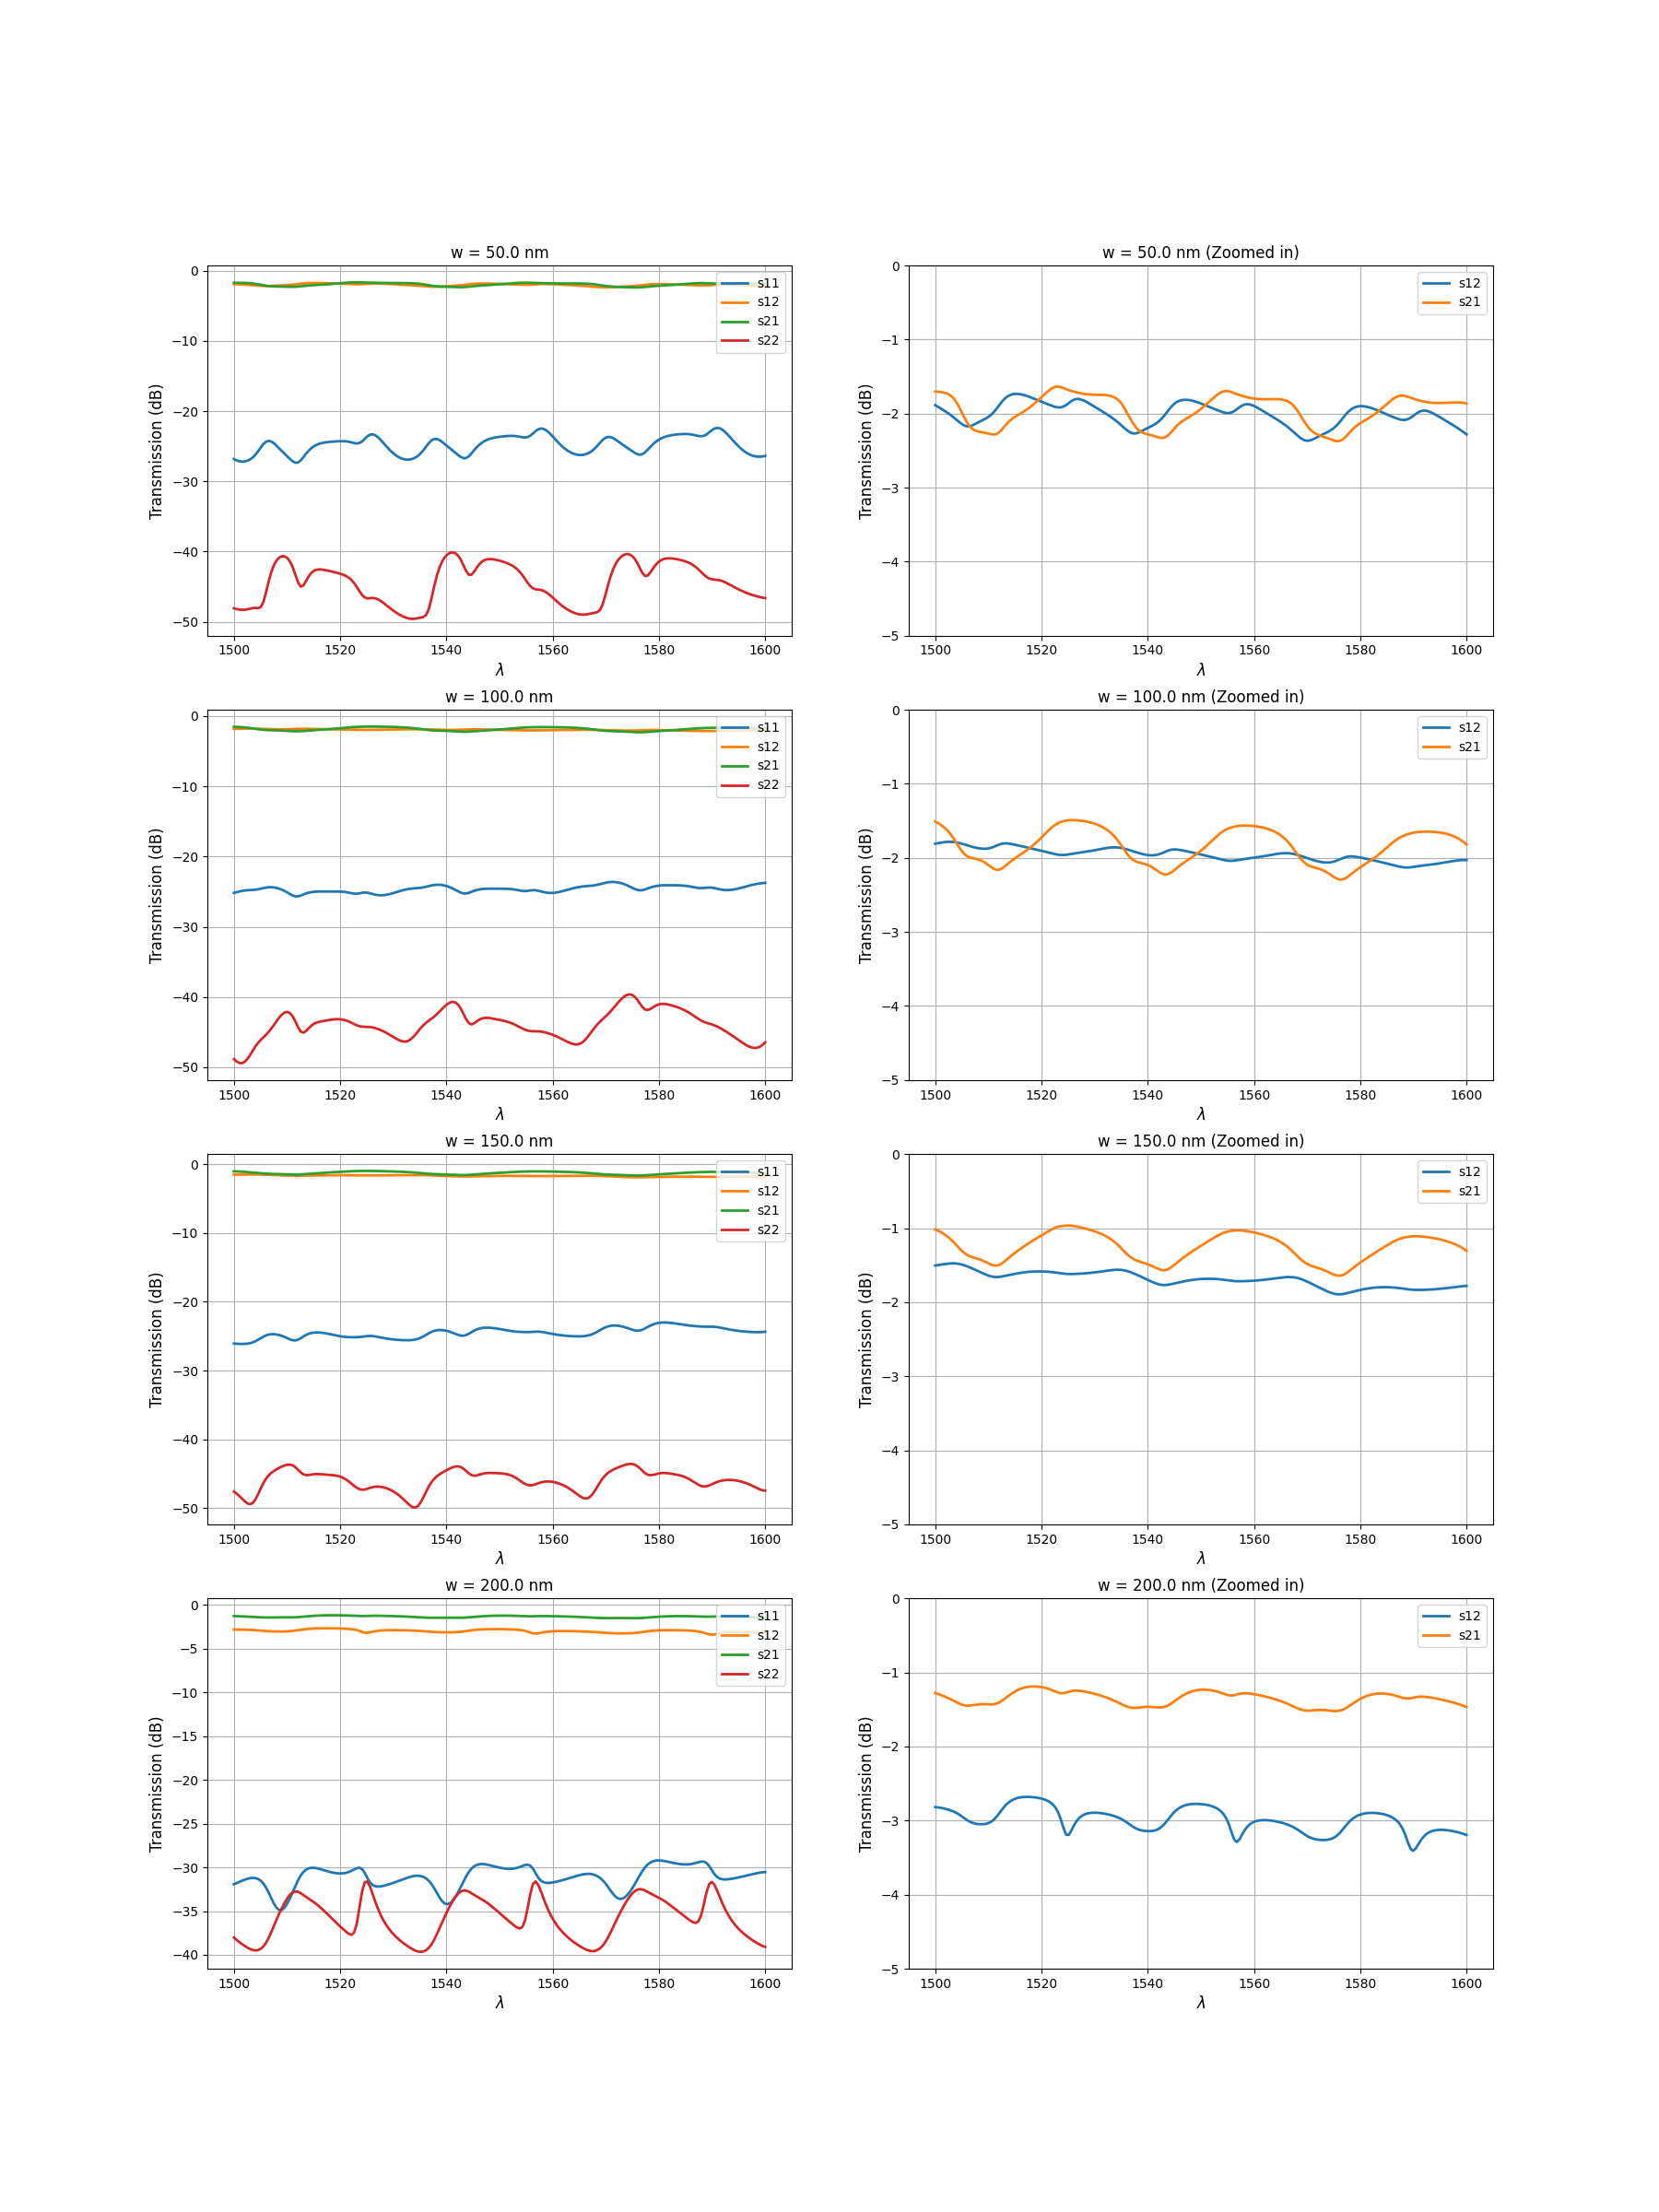 w = 50.0 nm
Transmission (dB)
0
−10
−20
−30
−40
−50
1500 1520 1540 1560 1580 1600
λ
s11
s12
s21
s22
w = 50.0 nm (Zoomed in)
Transmission (dB)
0
−1
−2
−3
−4
−5
1500 1520 1540 1560 1580 1600
λ
s12
s21
w = 100.0 nm
Transmission (dB)
0
−10
−20
−30
−40
−50
1500 1520 1540 1560 1580 1600
λ
s11
s12
s21
s22
w = 100.0 nm (Zoomed in)
Transmission (dB)
0
−1
−2
−3
−4
−5
1500 1520 1540 1560 1580 1600
λ
s12
s21
w = 150.0 nm
Transmission (dB)
0
−10
−20
−30
−40
−50
1500 1520 1540 1560 1580 1600
λ
s11
s12
s21
s22
w = 150.0 nm (Zoomed in)
Transmission (dB)
0
−1
−2
−3
−4
−5
1500 1520 1540 1560 1580 1600
λ
s12
s21
w = 200.0 nm
Transmission (dB)
0
−5
−10
−15
−20
−25
−30
−35
−40
1500 1520 1540 1560 1580 1600
λ
s11
s12
s21
s22
w = 200.0 nm (Zoomed in)
Transmission (dB)
0
−1
−2
−3
−4
−5
1500 1520 1540 1560 1580 1600
λ
s12
s21